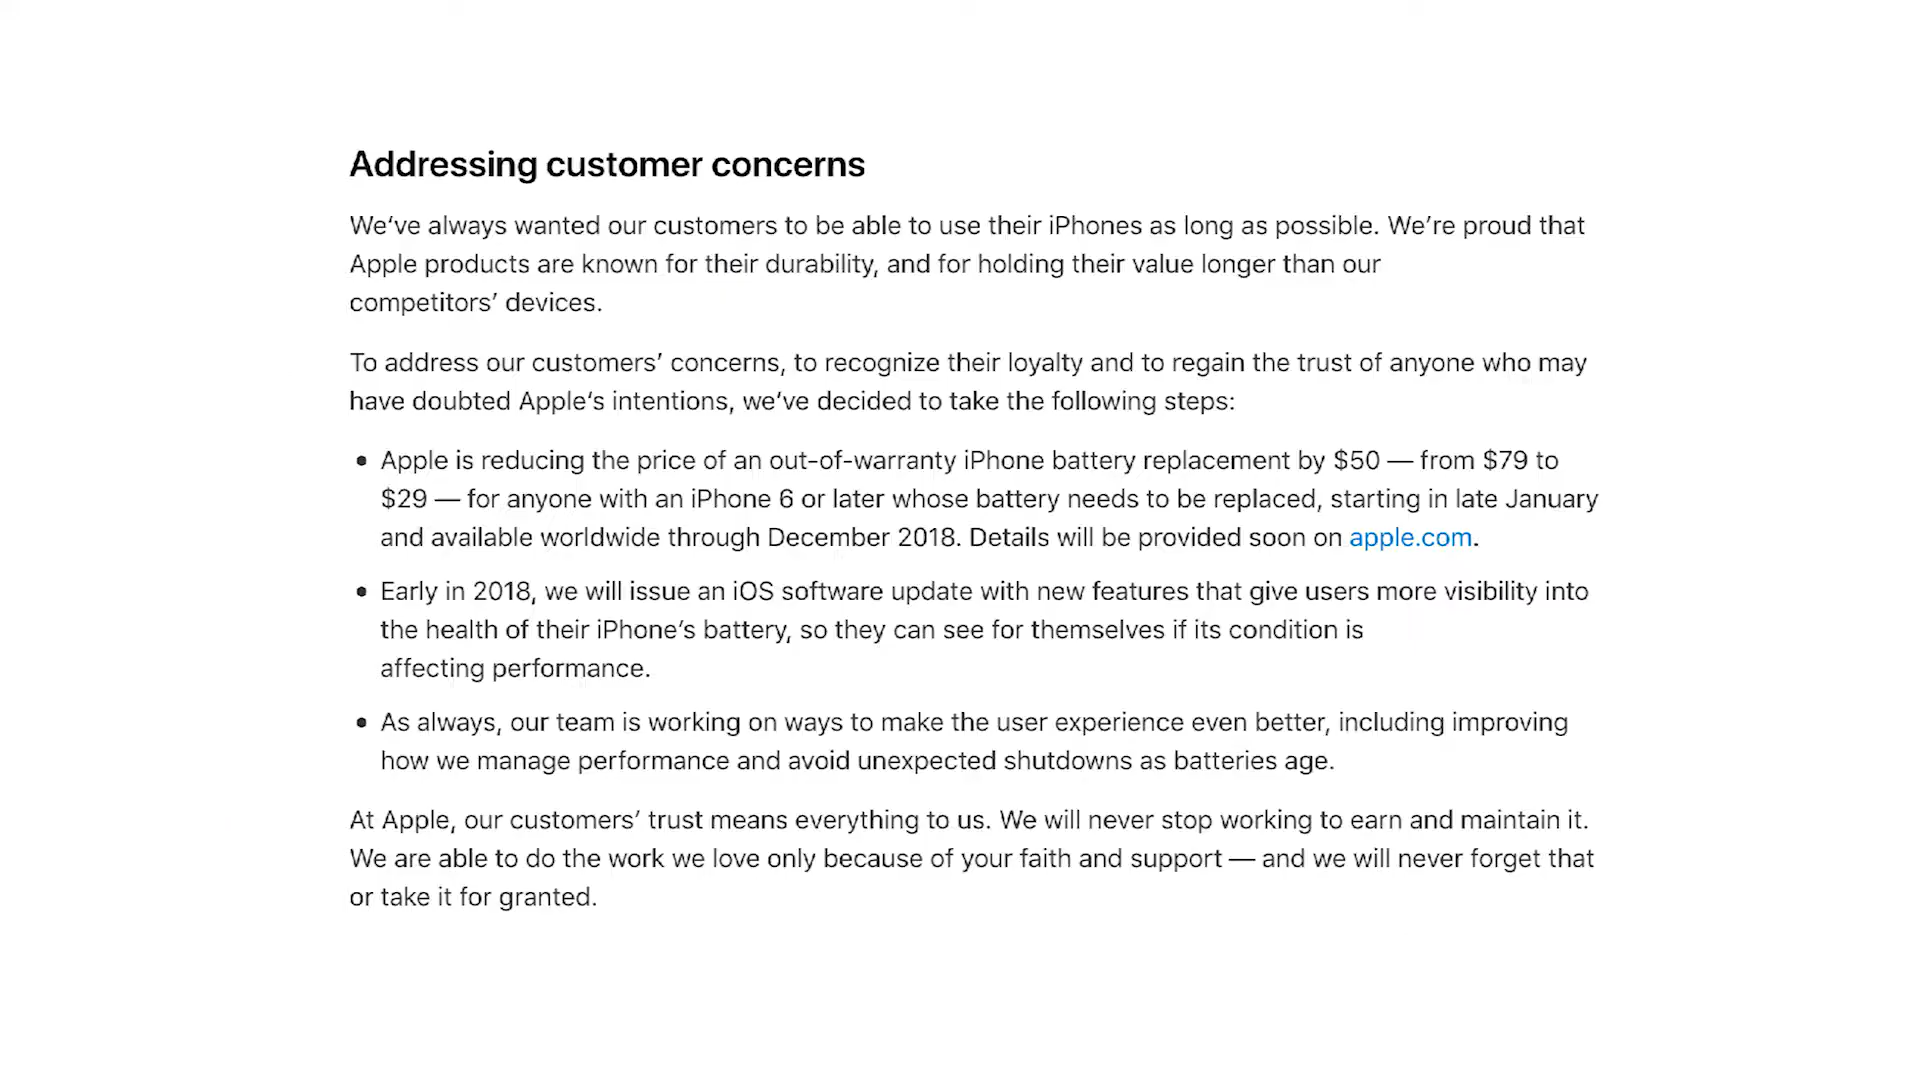 Addressing customer concerns
We‘ve always wanted our customers to be able to use their iPhones as long as possible. We’re proud that
Apple products are known for their durability, and for holding their value longer than our
competitors’ devices.
To address our customers’ concerns, to recognize their loyalty and to regain the trust of anyone who may
have doubted Apple‘s intentions, we‘ve decided to take the following steps:
• Apple is reducing the price of an out-of-warranty iPhone battery replacement by $50 — from $79 to
$29 — for anyone with an iPhone 6 or later whose battery needs to be replaced, starting in late January
and available worldwide through December 2018. Details will be provided soon on apple.com.
• Early in 2018, we will issue an iOS software update with new features that give users more visibility into
the health of their iPhone’s battery, so they can see for themselves if its condition is
affecting performance.
• As always, our team is working on ways to make the user experience even better, including improving
how we manage performance and avoid unexpected shutdowns as batteries age.
At Apple, our customers’ trust means everything to us. We will never stop working to earn and maintain it.
We are able to do the work we love only because of your faith and support — and we will never forget that
or take it for granted.